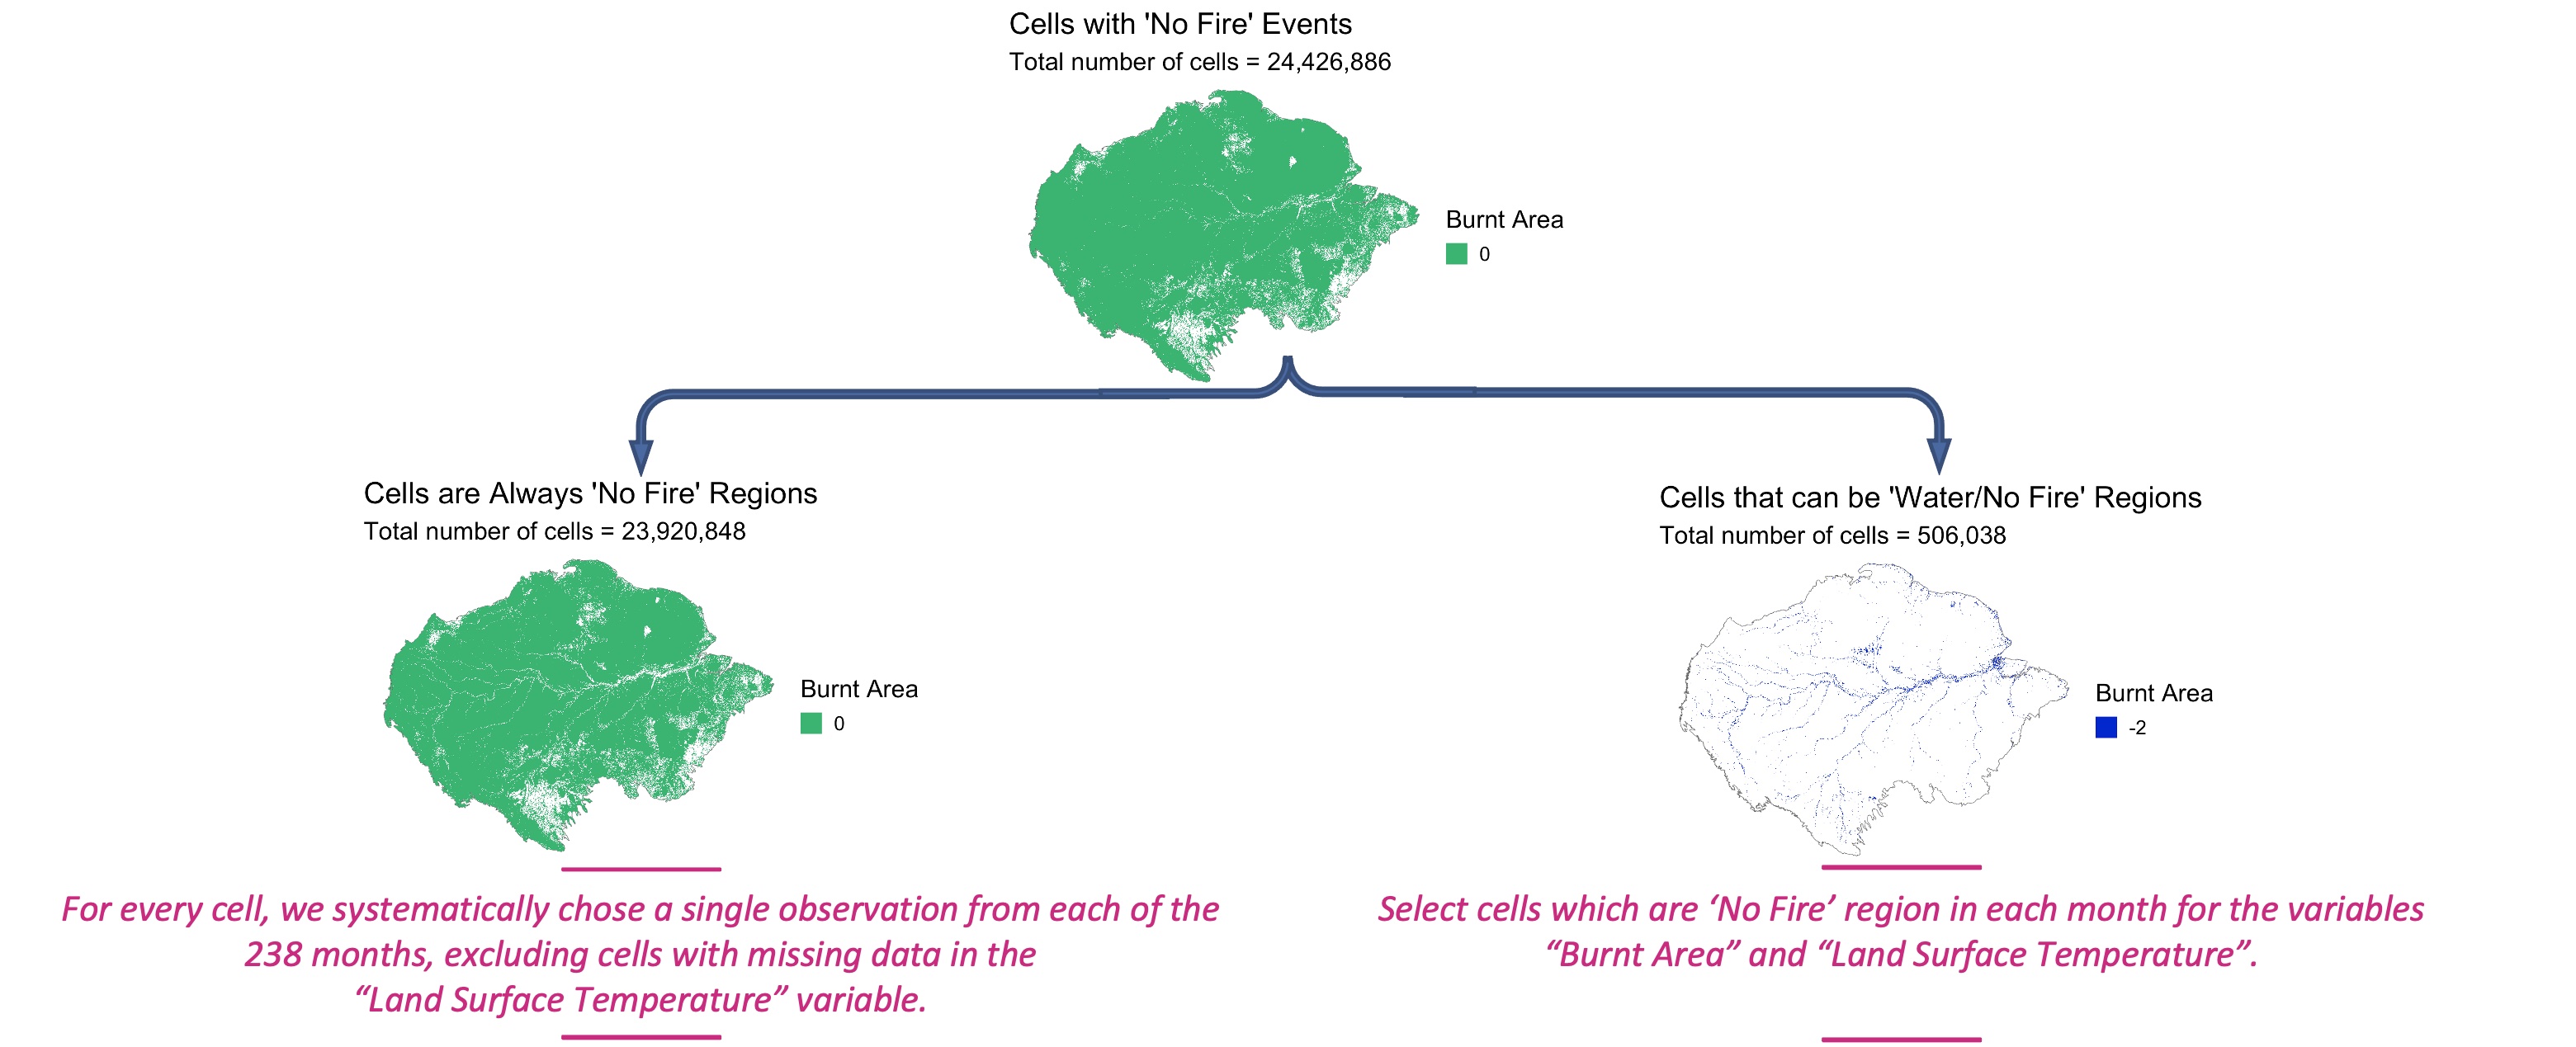 Cells with 'No Fire' Events
Total number of cells = 24,426,886
Burnt Area
0
Cells are Always 'No Fire' Regions
Total number of cells = 23,920,848
Burnt Area
0
For every cell, we systematically chose a single observation from each of the
238 months, excluding cells with missing data in the
“Land Surface Temperature” variable.
Cells that can be 'Water/No Fire' Regions
Total number of cells = 506,038
Burnt Area
-2
Select cells which are ‘No Fire’ region in each month for the variables
“Burnt Area” and “Land Surface Temperature”.